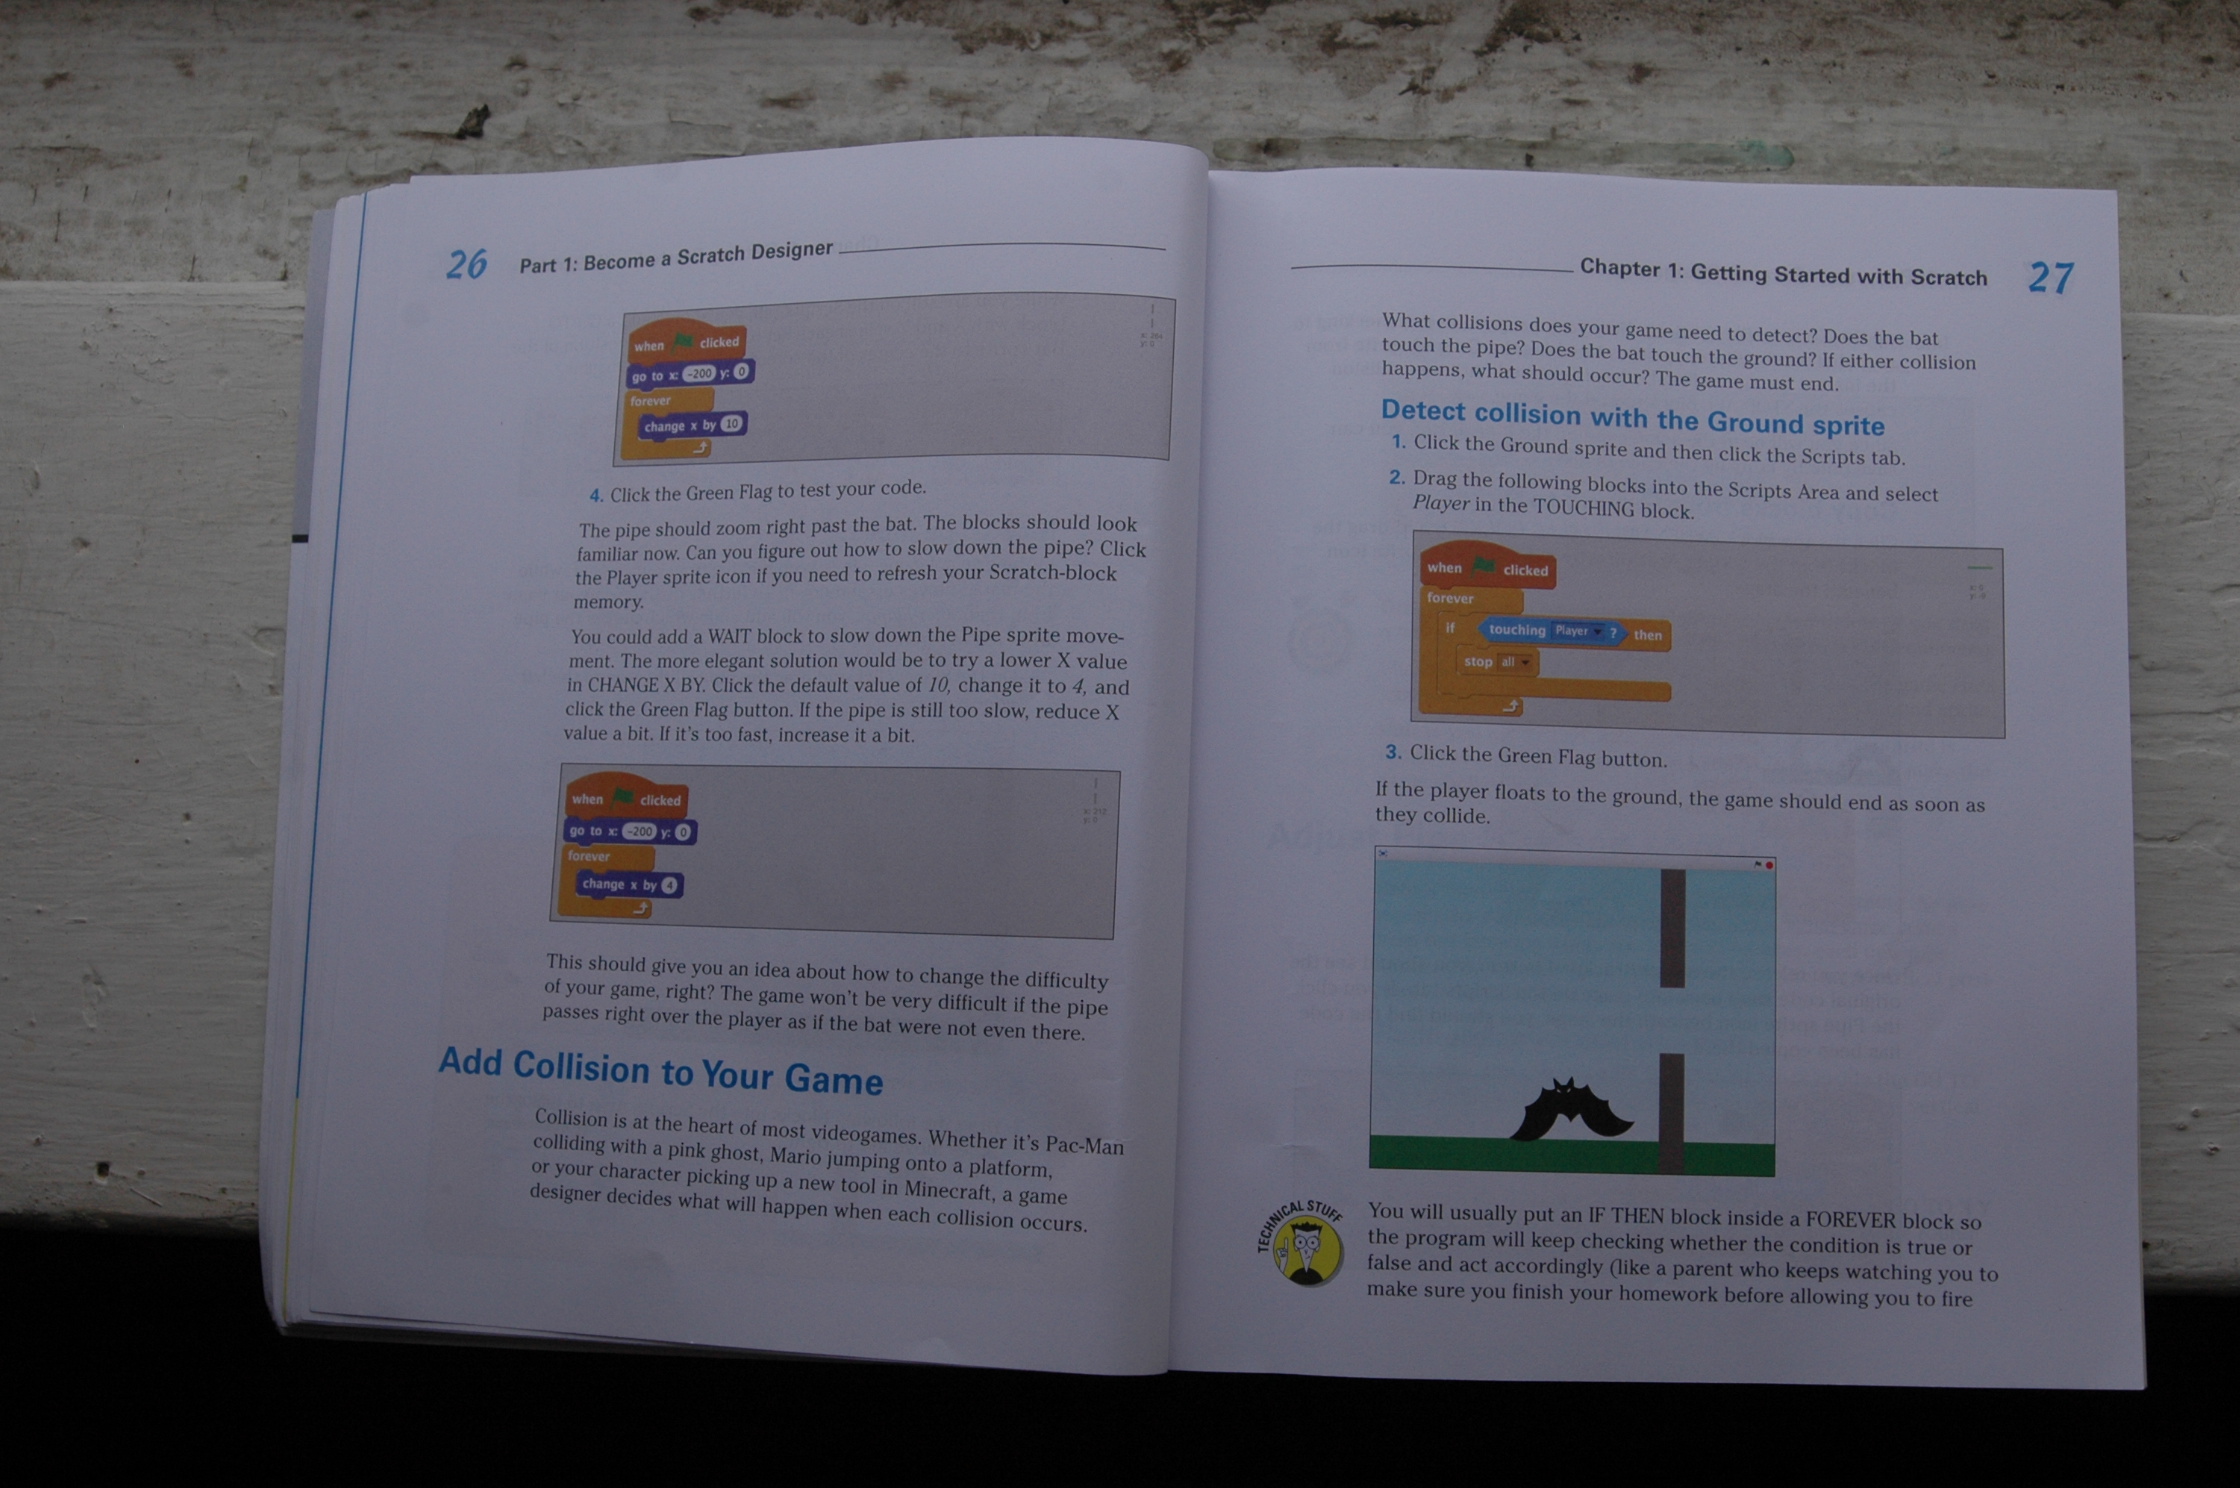 26 Part 1: Become a Scratch Designer
when clicked
go to x: -200 y: 0
forever
change x by 10
4. Click the Green Flag to test your code.
The pipe should zoom right past the bat. The blocks should look
familiar now. Can you figure out how to slow down the pipe? Click
the Player sprite icon if you need to refresh your Scratch-block
memory.
You could add a WAIT block to slow down the Pipe sprite move-
ment. The more elegant solution would be to try a lower X value
in CHANGE X BY. Click the default value of 10, change it to 4, and
click the Green Flag button. If the pipe is still too slow, reduce X
value a bit. If it's too fast, increase it a bit.
when clicked
go to x: -200 y: 0
forever
change x by 4
x: 212
y: 0
This should give you an idea about how to change the difficulty
of your game, right? The game won't be very difficult if the pipe
passes right over the player as if the bat were not even there.
Add Collision to Your Game
Collision is at the heart of most videogames. Whether it's Pac-Man
colliding with a pink ghost, Mario jumping onto a platform,
or your character picking up a new tool in Minecraft, a game
designer decides what will happen when each collision occurs.
Chapter 1: Getting Started with Scratch 27
What collisions does your game need to detect? Does the bat
touch the pipe? Does the bat touch the ground? If either collision
happens, what should occur? The game must end.
Detect collision with the Ground sprite
1. Click the Ground sprite and then click the Scripts tab.
2. Drag the following blocks into the Scripts Area and select
Player in the TOUCHING block.
when clicked
forever
if touching Player ? then
stop all
3. Click the Green Flag button.
If the player floats to the ground, the game should end as soon as
they collide.
TECHNICAL STUFF
You will usually put an IF THEN block inside a FOREVER block so
the program will keep checking whether the condition is true or
false and act accordingly (like a parent who keeps watching you to
make sure you finish your homework before allowing you to fire